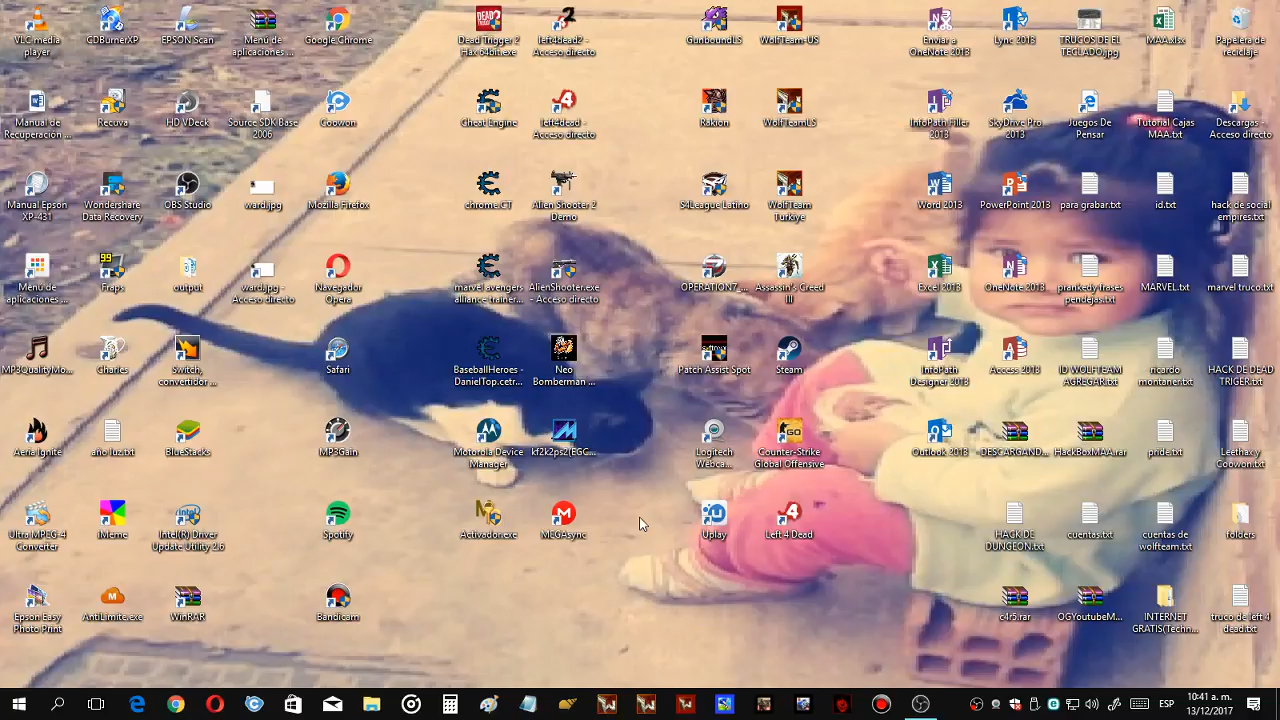 VLC media
player
CDBurnerXP
EPSON Scan
Menú de
aplicaciones ...
Google Chrome
Dead Trigger 2
Hax 64bit.exe
left4dead2 -
Acceso directo
GunboundLS
WolfTeam-US
Enviar a
OneNote 2013
Lync 2013
TRUCOS DE EL
TECLADO.jpg
MAA.xlsx
Papelera de
reciclaje
Manual de
Recuperación ...
Recuva
HD VDeck
Source SDK Base
2006
Coowon
Cheat Engine
left4dead -
Acceso directo
Rakion
WolfTeamLS
InfoPath Filler
2013
SkyDrive Pro
2013
Juegos De
Pensar
Tutorial Cajas
MAA.txt
Descargas -
Acceso directo
Manual Epson
XP-431
Wondershare
Data Recovery
OBS Studio
ward.jpg
Mozilla Firefox
chrome.CT
Alien Shooter 2
Demo
S4League Latino
WolfTeam
Türkiye
Word 2013
PowerPoint 2013
para grabar.txt
id.txt
hack de social
empires.txt
Menú de
aplicaciones ...
99
Fraps
output
ward.jpg -
Acceso directo
Navegador
Opera
marvel avengers
alliance trainer...
AlienShooter.exe
- Acceso directo
OPERATION7_...
Assassin's Creed
III
Excel 2013
OneNote 2013
prankedy frases
pendejas.txt
MARVEL.txt
marvel truco.txt
MP3QualityMo...
Charles
Switch,
convertidor ...
Safari
BaseballHeroes -
DanielTop.cetr...
Neo
Bomberman ...
Patch Assist Spot
Steam
InfoPath
Designer 2013
Access 2013
ID WOLFTEAM
AGREGAR.txt
ricardo
montaner.txt
HACK DE DEAD
TRIGER.txt
Aeria Ignite
año luz.txt
BlueStacks
MP3Gain
Motorola Device
Manager
kf2k2ps2(EGC...
Logitech
Webca...
GO
Counter-Strike
Global Offensive
Outlook 2013
-DESCARGAND...
HackBoxMAA.rar
pride.txt
Leethax y
Coowon.txt
Ultra MPEG-4
Converter
iMeme
Intel(R) Driver
Update Utility 2.6
Spotify
Activador.exe
MEGAsync
Uplay
Left 4 Dead
HACK DE
DUNGEON.txt
cuentas.txt
cuentas de
wolfteam.txt
folders
Epson Easy
Photo Print
AntiLimite.exe
WinRAR
Bandicam
c4r5.rar
OGYoutubeM...
INTERNET
GRATIS(Techn...
truco de left 4
dead.txt
ESP
10:41 a. m.
13/12/2017